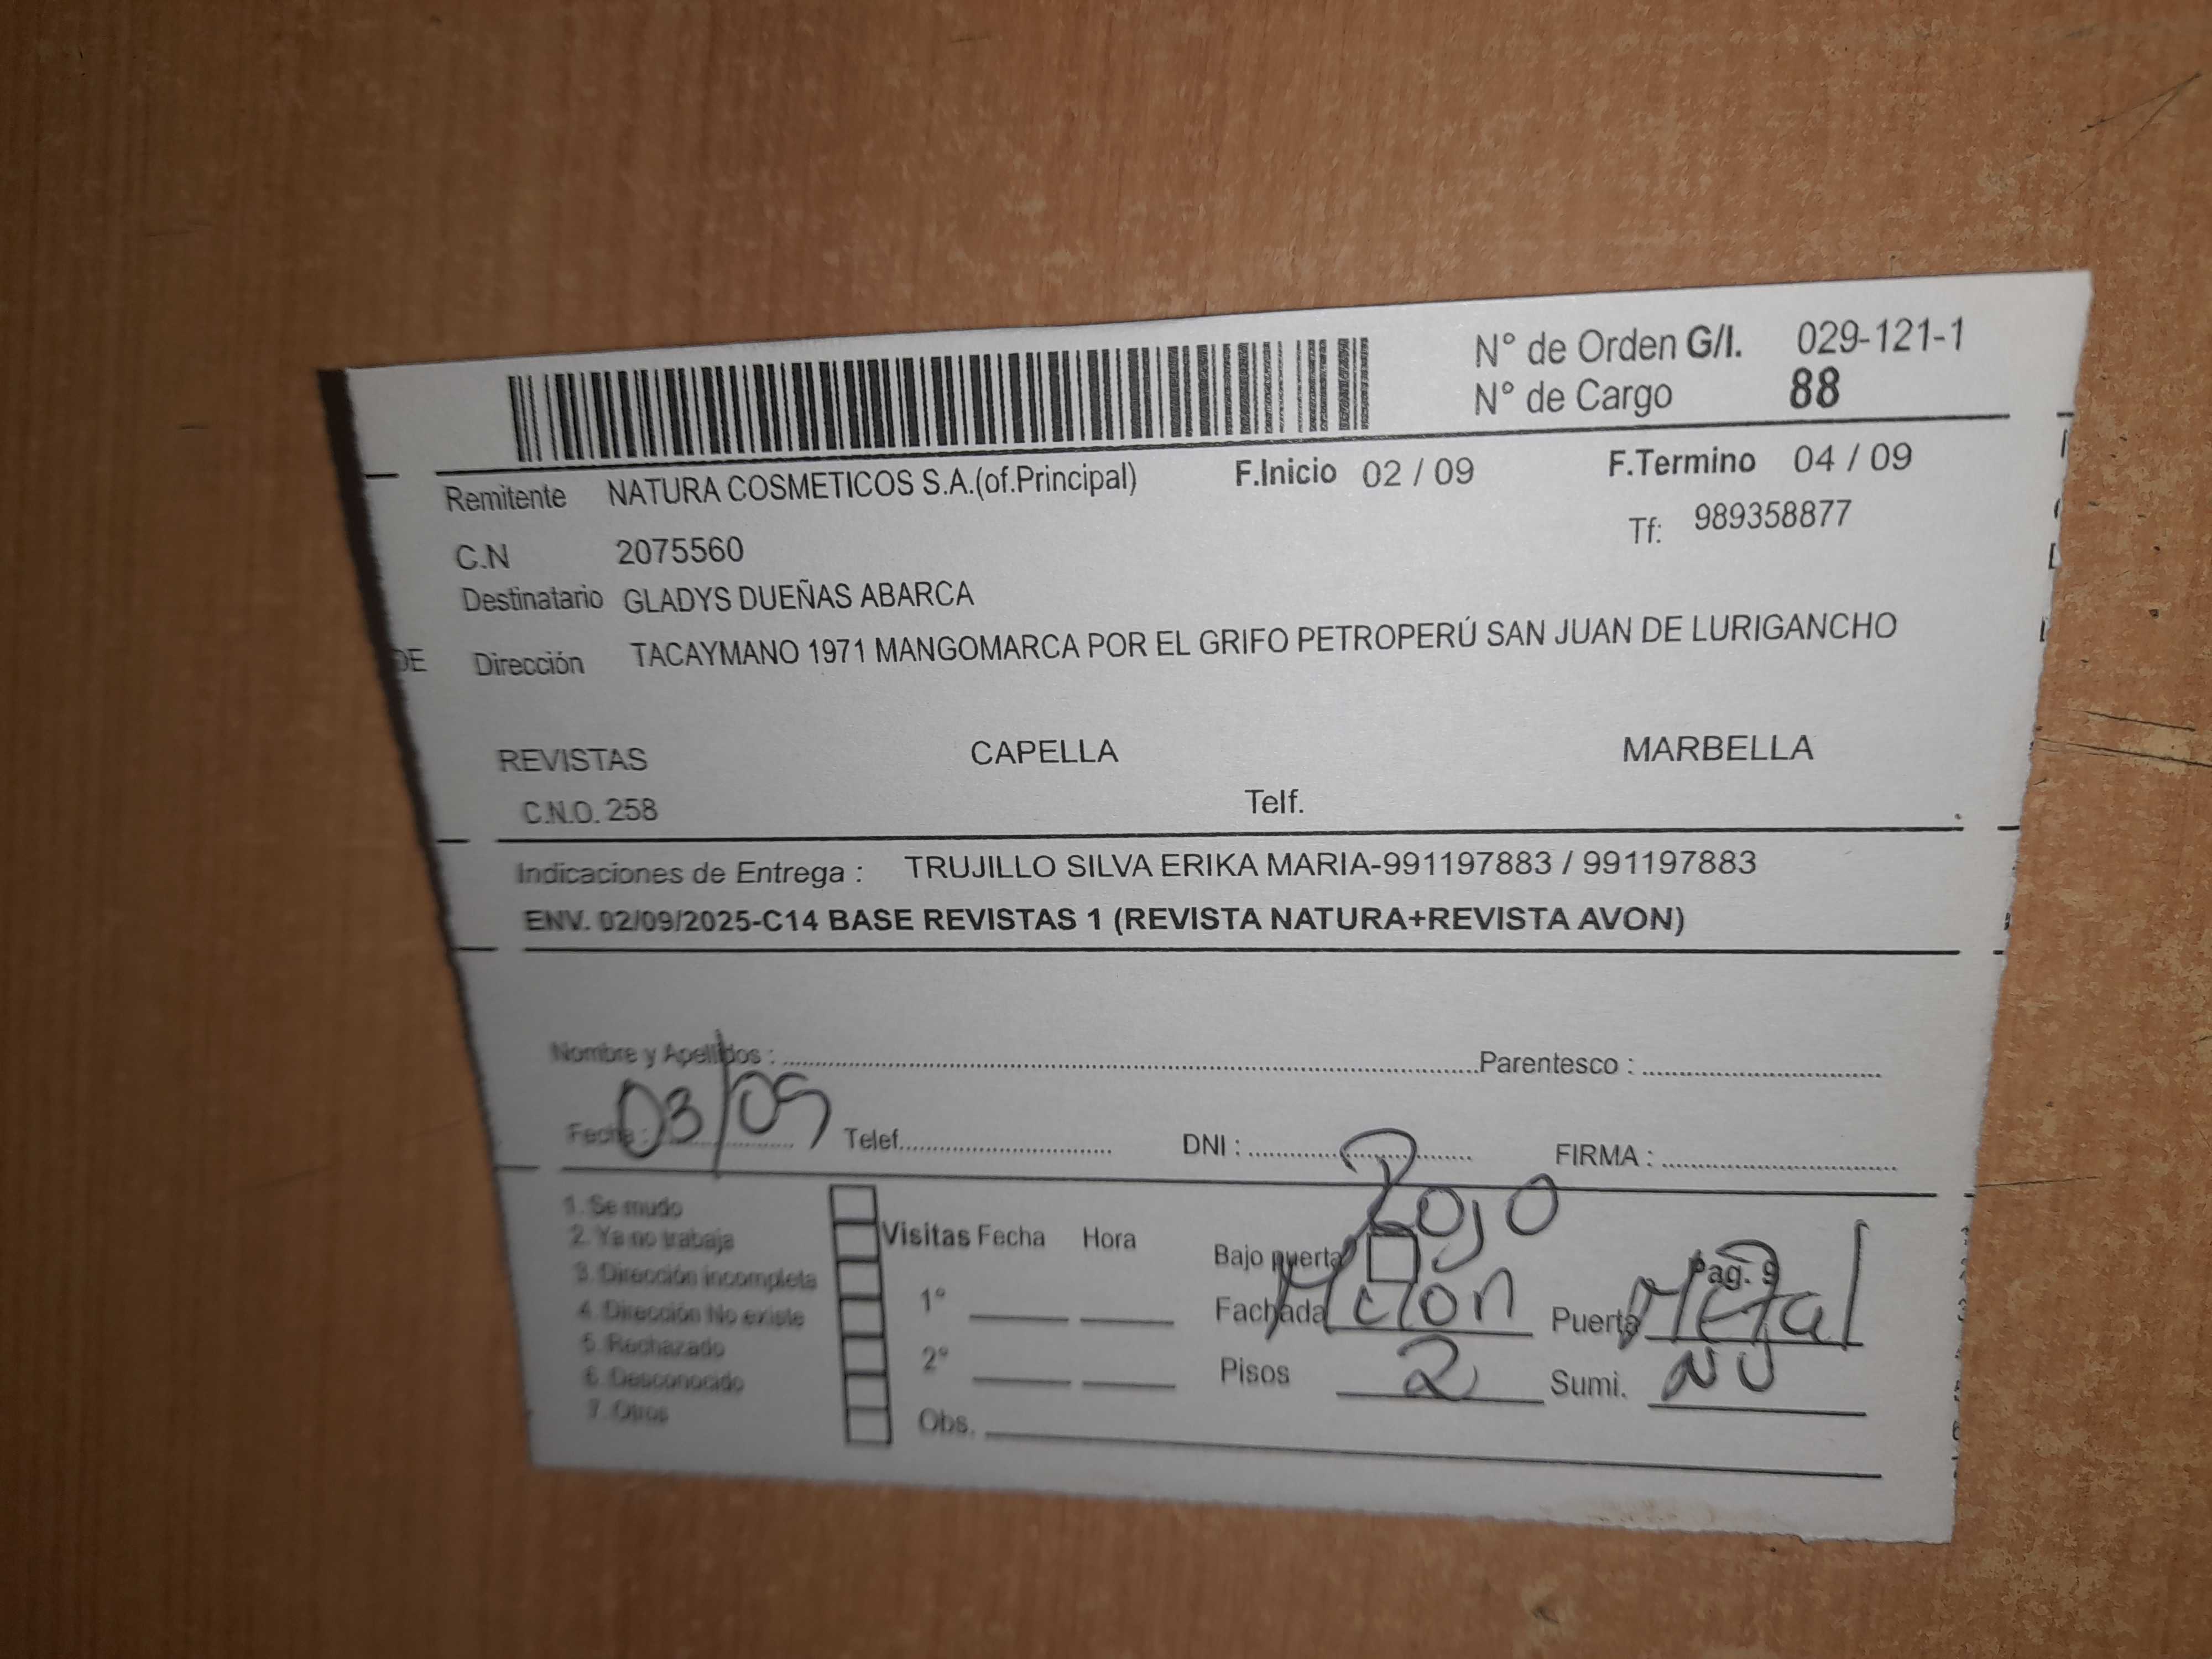 N° de Orden G/I. 029-121-1
N° de Cargo 88
Remitente NATURA COSMETICOS S.A.(of.Principal) F.Inicio 02 / 09 F.Termino 04 / 09
C.N 2075560 Tf: 989358877
Destinatario GLADYS DUEÑAS ABARCA
DE Dirección TACAYMANO 1971 MANGOMARCA POR EL GRIFO PETROPERÚ SAN JUAN DE LURIGANCHO
REVISTAS CAPELLA MARBELLA
C.N.O. 258 Telf.
Indicaciones de Entrega : TRUJILLO SILVA ERIKA MARIA-991197883 / 991197883
ENV. 02/09/2025-C14 BASE REVISTAS 1 (REVISTA NATURA+REVISTA AVON)
Nombre y Apellidos : Parentesco :
Fecha : 03/09 Telef. DNI : FIRMA :
1. Se mudo
2. Ya no trabaja
3. Dirección incompleta
4. Dirección No existe
5. Rechazado
6. Desconocido
7. Otros
Visitas Fecha Hora
1°
2°
Obs.
Rojo
Bajo puerta Pag. 9
Fachada Puerta Metal
Pisos 2 Sumi.